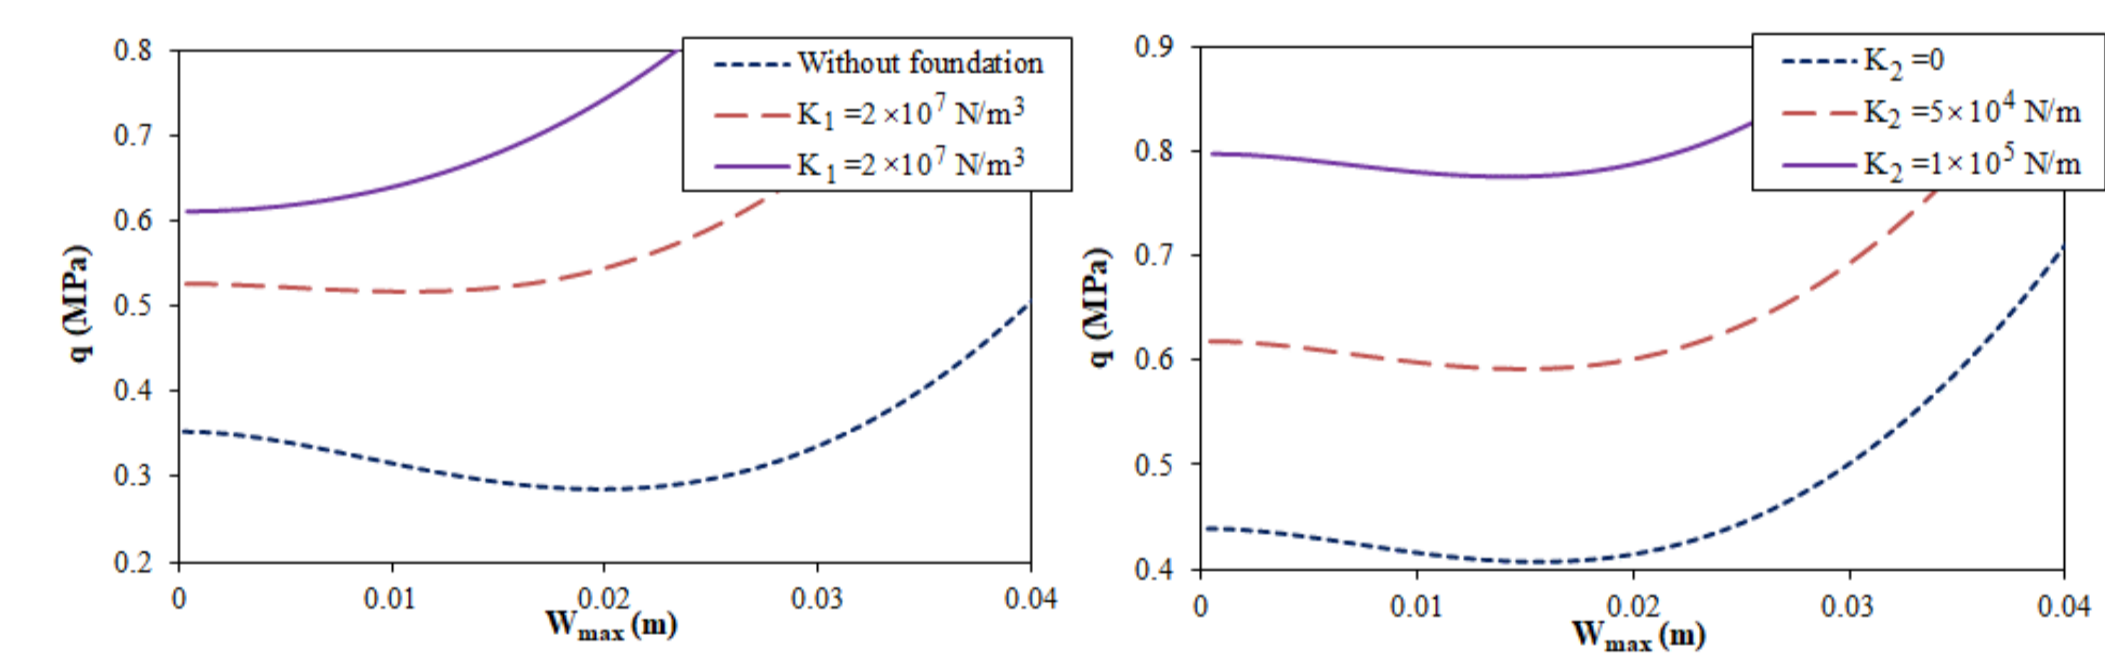 0.8
0.7
0.6
0.5
0.4
0.3
0.2
q (MPa)
0 0.01 0.02 0.03 0.04
Wmax (m)
Without foundation
K1 =2 ×10^7 N/m^3
K1 =2 ×10^7 N/m^3
0.9
0.8
0.7
0.6
0.5
0.4
q (MPa)
0 0.01 0.02 0.03 0.04
Wmax (m)
K2 =0
K2 =5× 10^4 N/m
K2 =1× 10^5 N/m